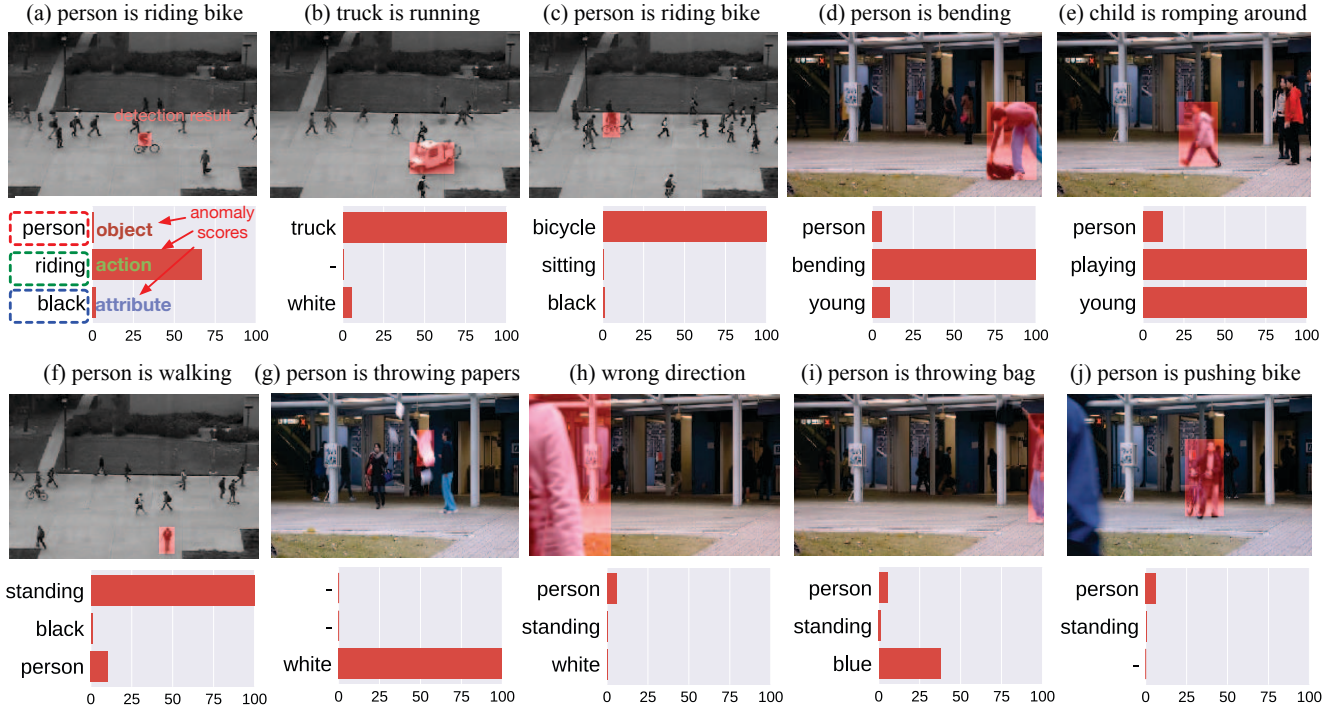 (a) person is riding bike
(b) truck is running
(c) person is riding bike
(d) person is bending
(e) child is romping around
detection result
person
object
anomaly
scores
riding
action
black
attribute
0 25 50 75 100
truck
-
white
0 25 50 75 100
bicycle
sitting
black
0 25 50 75 100
person
bending
young
0 25 50 75 100
person
playing
young
0 25 50 75 100
(f) person is walking
(g) person is throwing papers
(h) wrong direction
(i) person is throwing bag
(j) person is pushing bike
standing
black
person
0 25 50 75 100
-
-
white
0 25 50 75 100
person
standing
white
0 25 50 75 100
person
standing
blue
0 25 50 75 100
person
standing
-
0 25 50 75 100